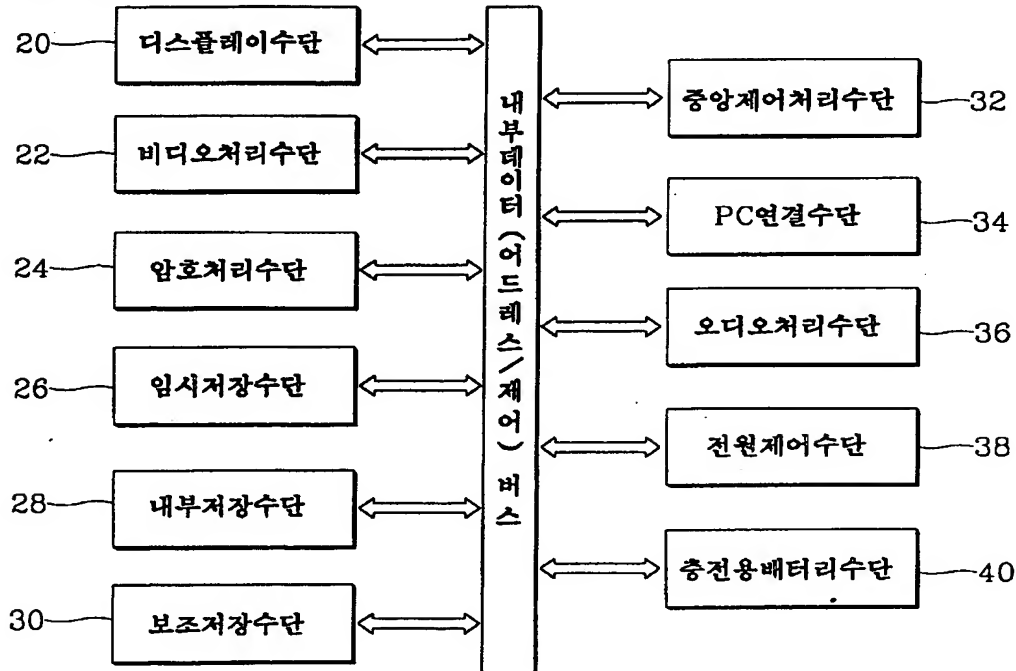 20 디스플레이수단
22 비디오처리수단
24 암호처리수단
26 임시저장수단
28 내부저장수단
30 보조저장수단
내부데이터(어드레스/제어) 버스
중앙제어처리수단 32
PC연결수단 34
오디오처리수단 36
전원제어수단 38
충전용배터리수단 40